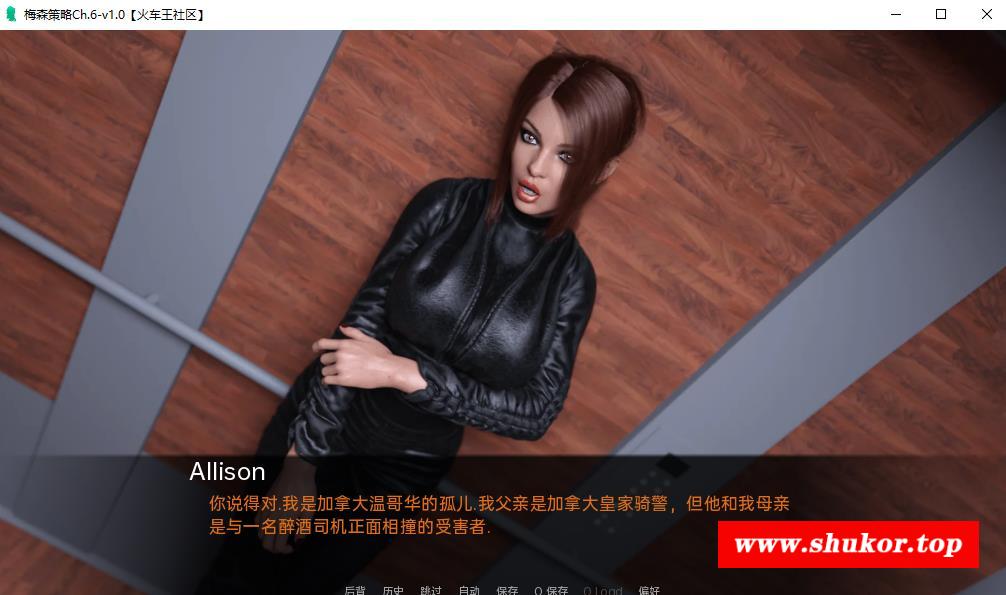 梅森策略Ch.6-v1.0【火车王社区】
Allison
你说得对.我是加拿大温哥华的孤儿.我父亲是加拿大皇家骑警，但他和我母亲
是与一名醉酒司机正面相撞的受害者.
www.shukor.top
后背 历史 跳过 自动 保存 Q.保存 Q.Load 偏好